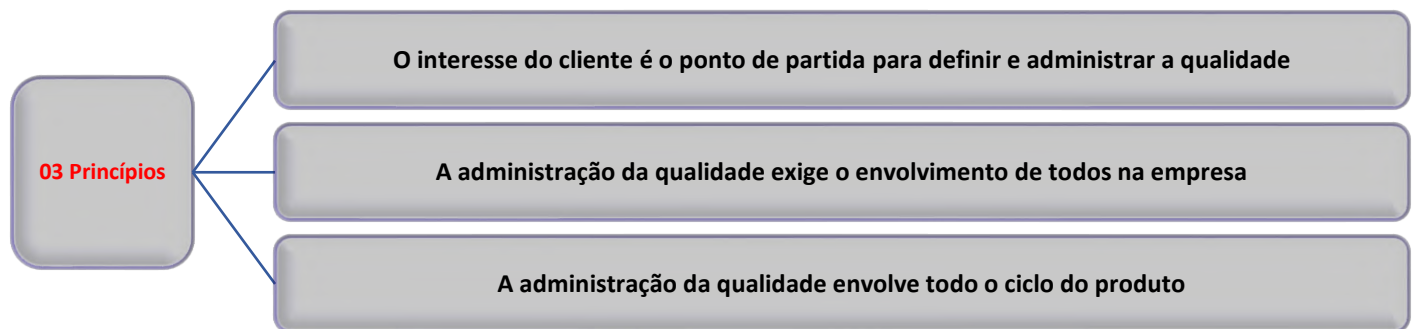 O interesse do cliente é o ponto de partida para definir e administrar a qualidade
03 Princípios
A administração da qualidade exige o envolvimento de todos na empresa
A administração da qualidade envolve todo o ciclo do produto